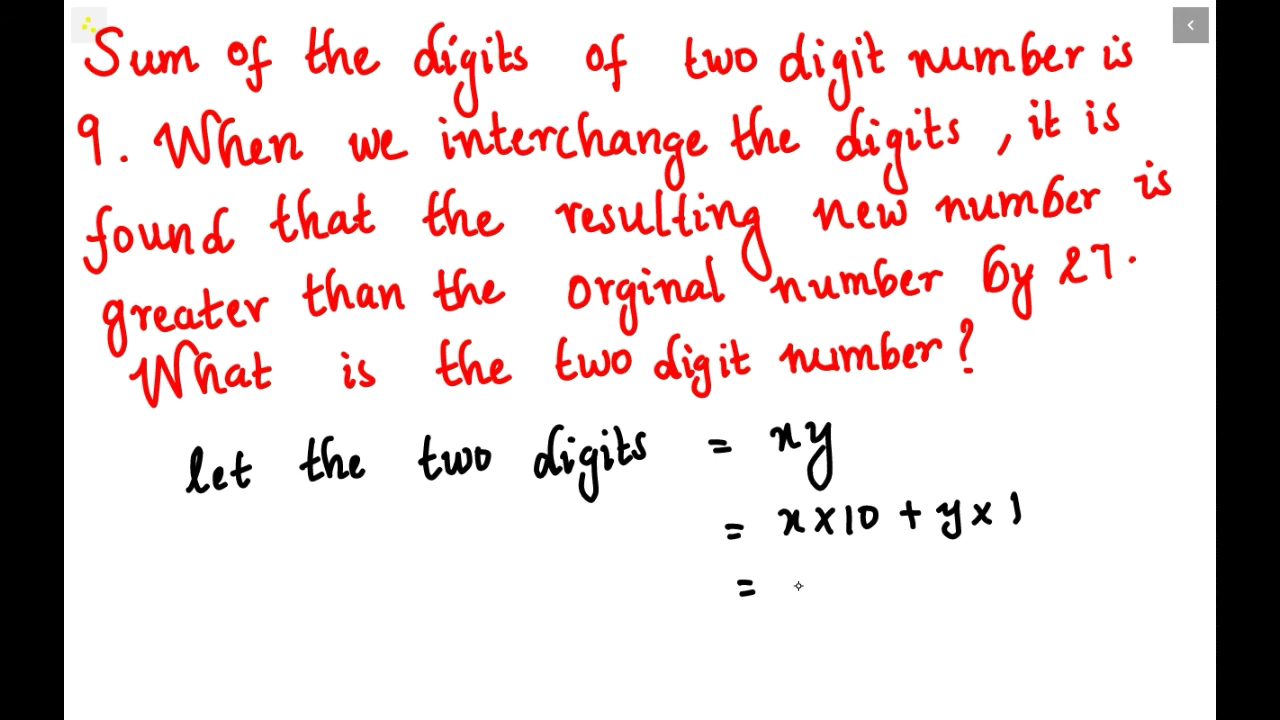 Sum of the digits of two digit number is
9. When we interchange the digits, it is
found that the resulting new number is
greater than the orginal number by 27.
What is the two digit number?
let the two digits = xy
= x×10 + y×1
=